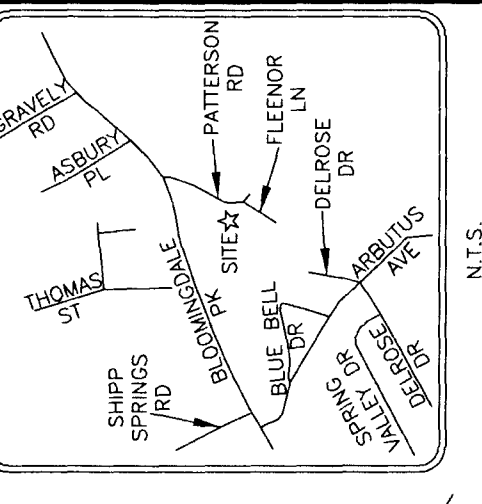 GRAVELY
RD
ASBURY
PL
PATTERSON
RD
FLEENOR
LN
DELROSE
DR
THOMAS
ST
BLOOMINGDALE
PK
SITE
ARBUTUS
AVE
SHIPP
SPRINGS
RD
BLUE BELL
DR
SPRING
VALLEY DR
DELROSE
DR
N.T.S.